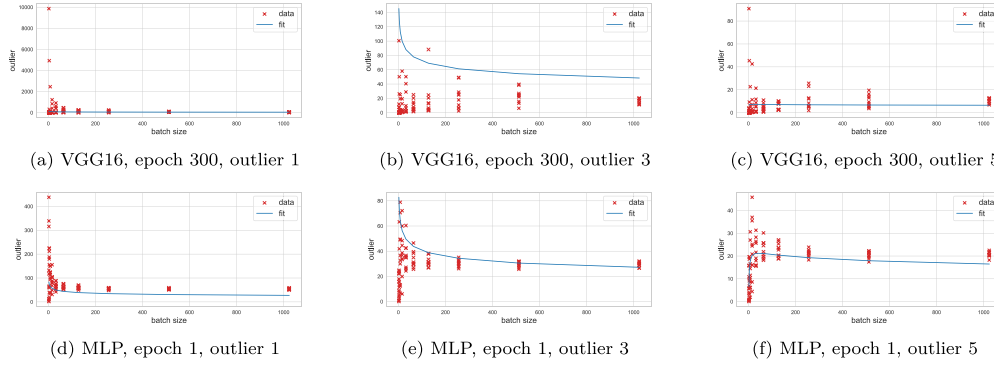 10000
8000
6000
4000
2000
0
outlier
data
fit
0 200 400 600 800 1000
batch size
(a) VGG16, epoch 300, outlier 1
140
120
100
80
60
40
20
0
outlier
data
fit
0 200 400 600 800 1000
batch size
(b) VGG16, epoch 300, outlier 3
80
60
40
20
0
outlier
data
fit
0 200 400 600 800 1000
batch size
(c) VGG16, epoch 300, outlier 5
400
300
200
100
0
outlier
data
fit
0 200 400 600 800 1000
batch size
(d) MLP, epoch 1, outlier 1
80
60
40
20
0
outlier
data
fit
0 200 400 600 800 1000
batch size
(e) MLP, epoch 1, outlier 3
40
30
20
10
0
outlier
data
fit
0 200 400 600 800 1000
batch size
(f) MLP, epoch 1, outlier 5